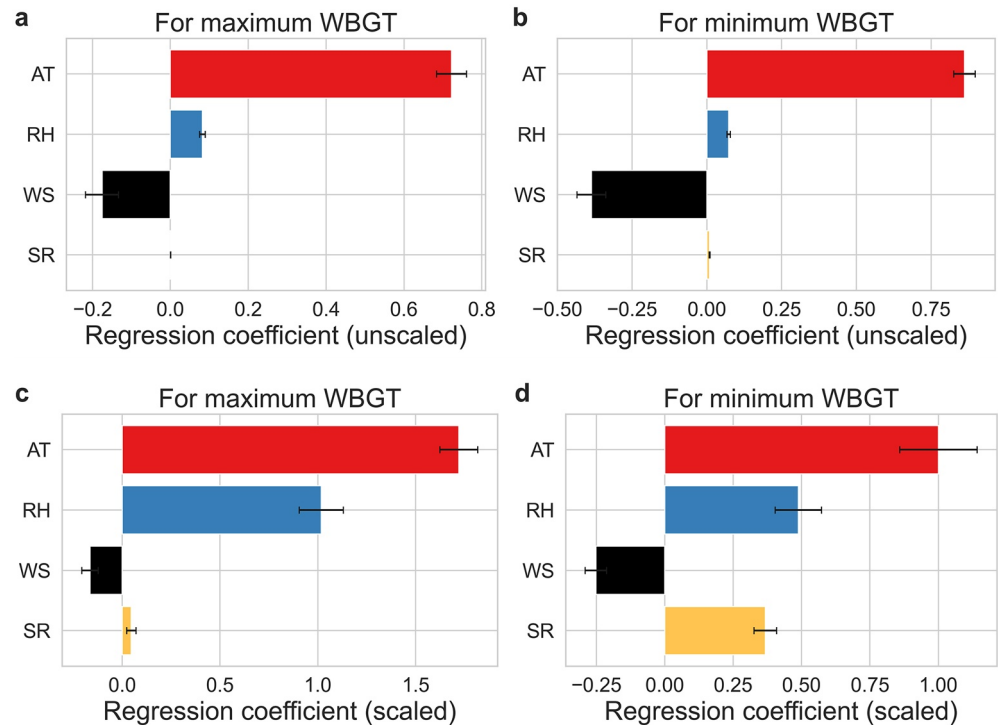 a For maximum WBGT
AT
RH
WS
SR
−0.2 0.0 0.2 0.4 0.6 0.8
Regression coefficient (unscaled)
b For minimum WBGT
AT
RH
WS
SR
−0.50 −0.25 0.00 0.25 0.50 0.75
Regression coefficient (unscaled)
c For maximum WBGT
AT
RH
WS
SR
0.0 0.5 1.0 1.5
Regression coefficient (scaled)
d For minimum WBGT
AT
RH
WS
SR
−0.25 0.00 0.25 0.50 0.75 1.00
Regression coefficient (scaled)